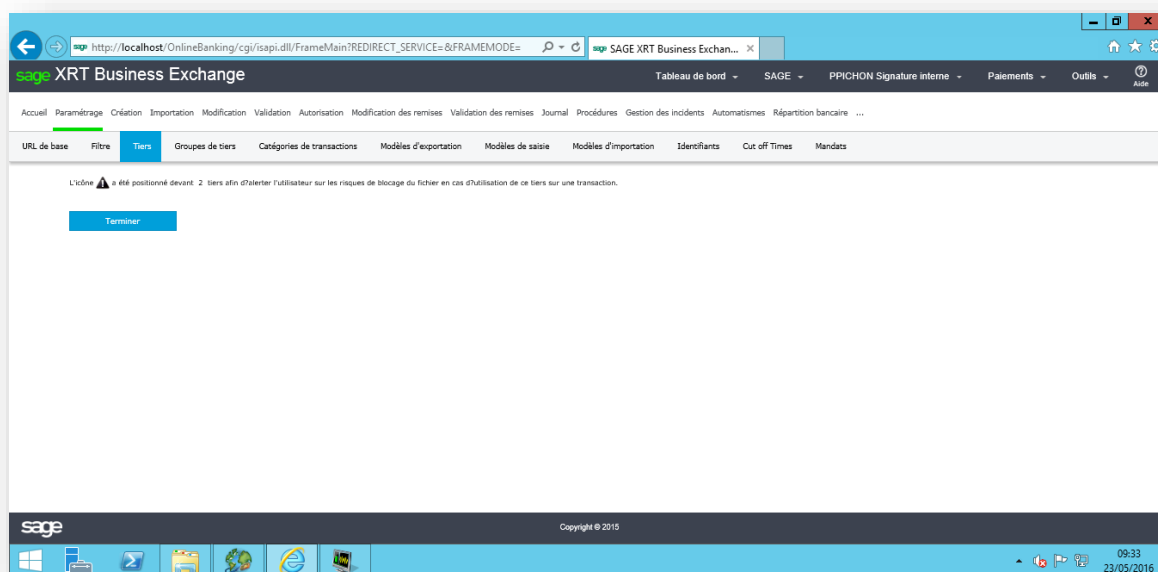 http://localhost/OnlineBanking/cgi/isapi.dll/FrameMain?REDIRECT_SERVICE=&FRAMEMODE=
SAGE XRT Business Exchan...
sage XRT Business Exchange
Tableau de bord SAGE PPICHON Signature interne Paiements Outils Aide
Accueil Paramétrage Création Importation Modification Validation Autorisation Modification des remises Validation des remises Journal Procédures Gestion des incidents Automatismes Répartition bancaire ...
URL de base Filtre Tiers Groupes de tiers Catégories de transactions Modèles d'exportation Modèles de saisie Modèles d'importation Identifiants Cut off Times Mandats
L'icône a été positionné devant 2 tiers afin d?alerter l'utilisateur sur les risques de blocage du fichier en cas d?utilisation de ce tiers sur une transaction.
Terminer
sage Copyright © 2015
09:33
23/05/2016